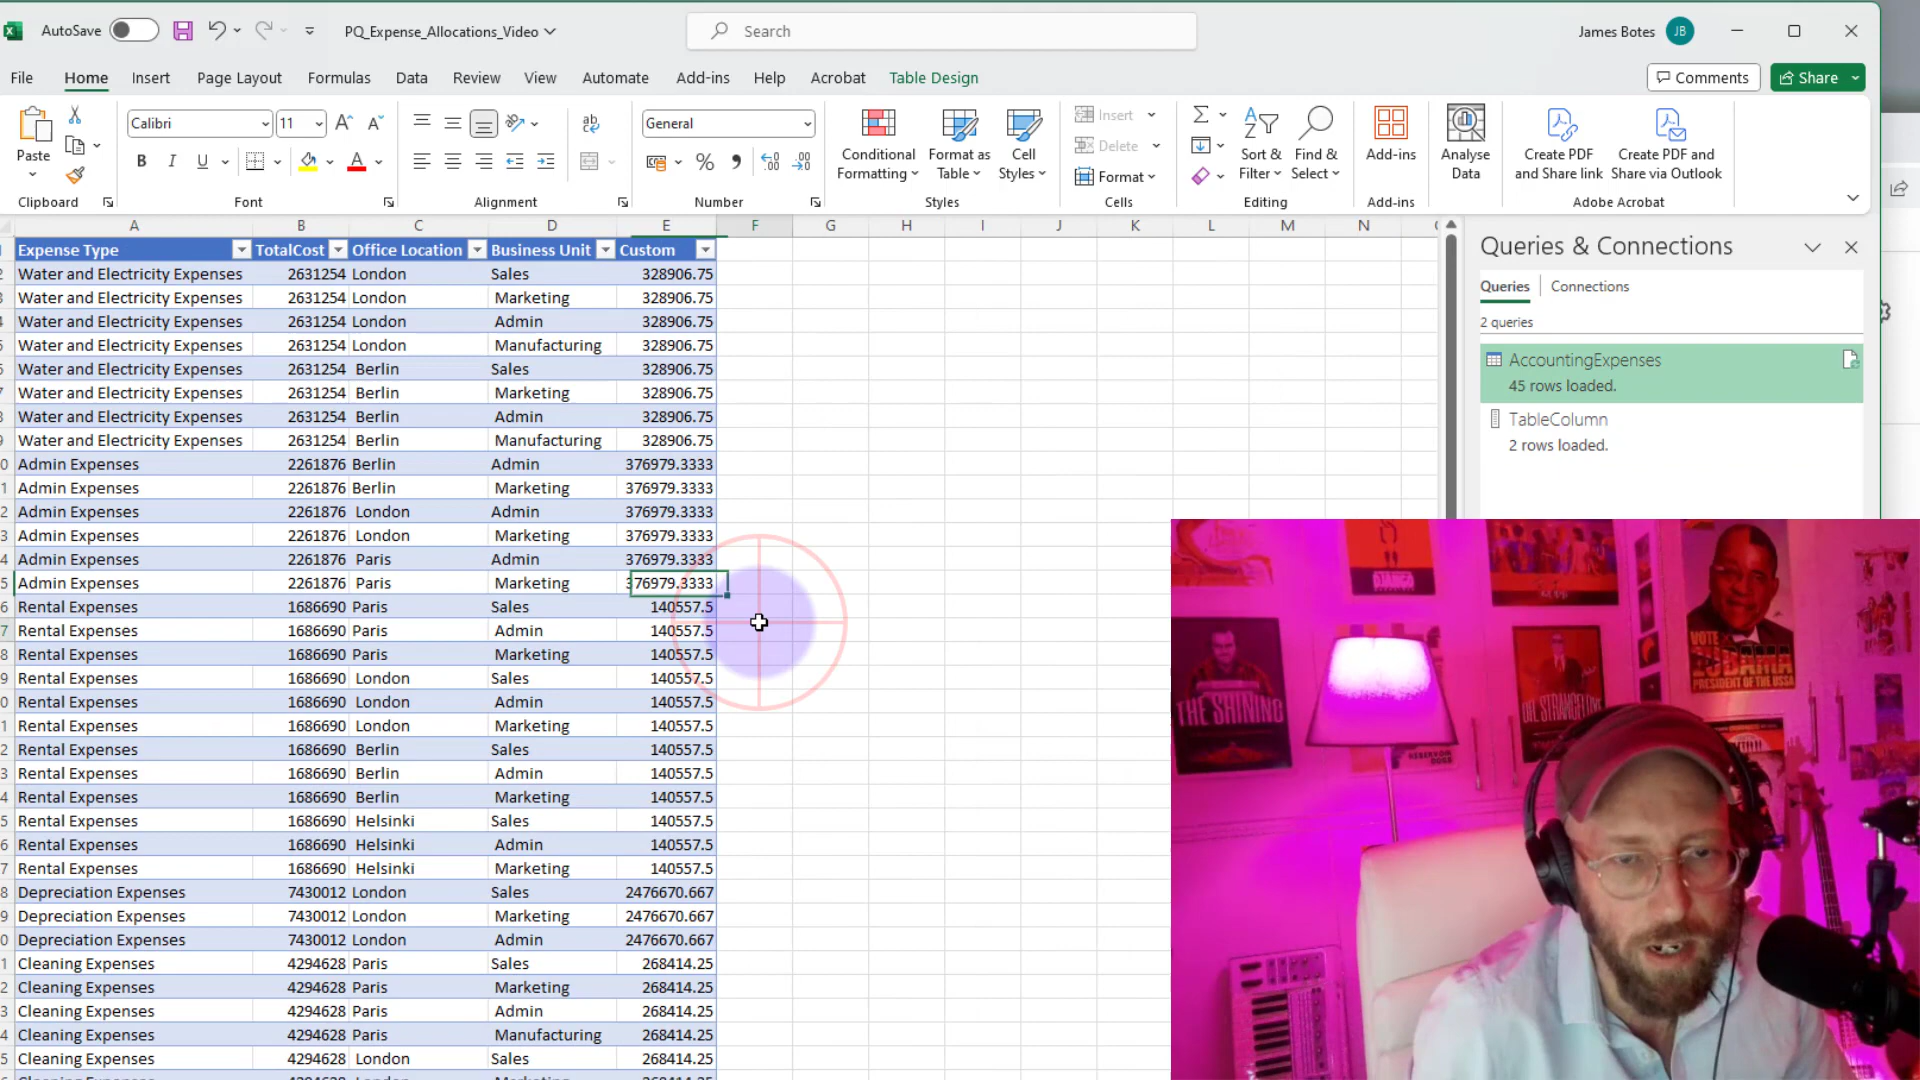 AutoSave
PQ_Expense_Allocations_Video
Search
James Botes
JB
File Home Insert Page Layout Formulas Data Review View Automate Add-ins Help Acrobat Table Design
Comments
Share
Paste
Clipboard
Calibri 11
B I U
Font
Alignment
General
Number
Conditional Formatting
Format as Table
Cell Styles
Styles
Insert
Delete
Format
Cells
Sort & Filter
Find & Select
Editing
Add-ins
Add-ins
Analyse Data
Create PDF and Share link
Create PDF and Share via Outlook
Adobe Acrobat
A B C D E F G H I J K L M N
Expense Type TotalCost Office Location Business Unit Custom
Water and Electricity Expenses 2631254 London Sales 328906.75
Water and Electricity Expenses 2631254 London Marketing 328906.75
Water and Electricity Expenses 2631254 London Admin 328906.75
Water and Electricity Expenses 2631254 London Manufacturing 328906.75
Water and Electricity Expenses 2631254 Berlin Sales 328906.75
Water and Electricity Expenses 2631254 Berlin Marketing 328906.75
Water and Electricity Expenses 2631254 Berlin Admin 328906.75
Water and Electricity Expenses 2631254 Berlin Manufacturing 328906.75
Admin Expenses 2261876 Berlin Admin 376979.3333
Admin Expenses 2261876 Berlin Marketing 376979.3333
Admin Expenses 2261876 London Admin 376979.3333
Admin Expenses 2261876 London Marketing 376979.3333
Admin Expenses 2261876 Paris Admin 376979.3333
Admin Expenses 2261876 Paris Marketing 376979.3333
Rental Expenses 1686690 Paris Sales 140557.5
Rental Expenses 1686690 Paris Admin 140557.5
Rental Expenses 1686690 Paris Marketing 140557.5
Rental Expenses 1686690 London Sales 140557.5
Rental Expenses 1686690 London Admin 140557.5
Rental Expenses 1686690 London Marketing 140557.5
Rental Expenses 1686690 Berlin Sales 140557.5
Rental Expenses 1686690 Berlin Admin 140557.5
Rental Expenses 1686690 Berlin Marketing 140557.5
Rental Expenses 1686690 Helsinki Sales 140557.5
Rental Expenses 1686690 Helsinki Admin 140557.5
Rental Expenses 1686690 Helsinki Marketing 140557.5
Depreciation Expenses 7430012 London Sales 2476670.667
Depreciation Expenses 7430012 London Marketing 2476670.667
Depreciation Expenses 7430012 London Admin 2476670.667
Cleaning Expenses 4294628 Paris Sales 268414.25
Cleaning Expenses 4294628 Paris Marketing 268414.25
Cleaning Expenses 4294628 Paris Admin 268414.25
Cleaning Expenses 4294628 Paris Manufacturing 268414.25
Cleaning Expenses 4294628 London Sales 268414.25
Queries & Connections
Queries Connections
2 queries
AccountingExpenses
45 rows loaded.
TableColumn
2 rows loaded.
DJANGO
THE SHINING
VOTE
ZUBAMA
PRESIDENT OF THE USSA